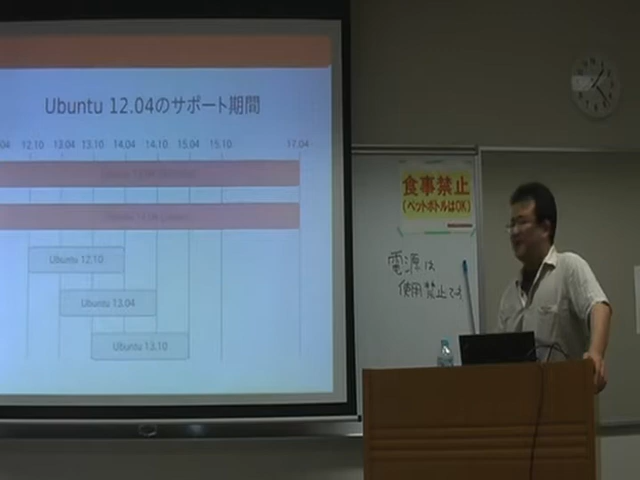 Ubuntu 12.04のサポート期間
04 12.10 13.04 13.10 14.04 14.10 15.04 15.10 17.04
Ubuntu 12.10
Ubuntu 13.04
Ubuntu 13.10
食事禁止
(ペットボトルはOK)
電源は
使用禁止です